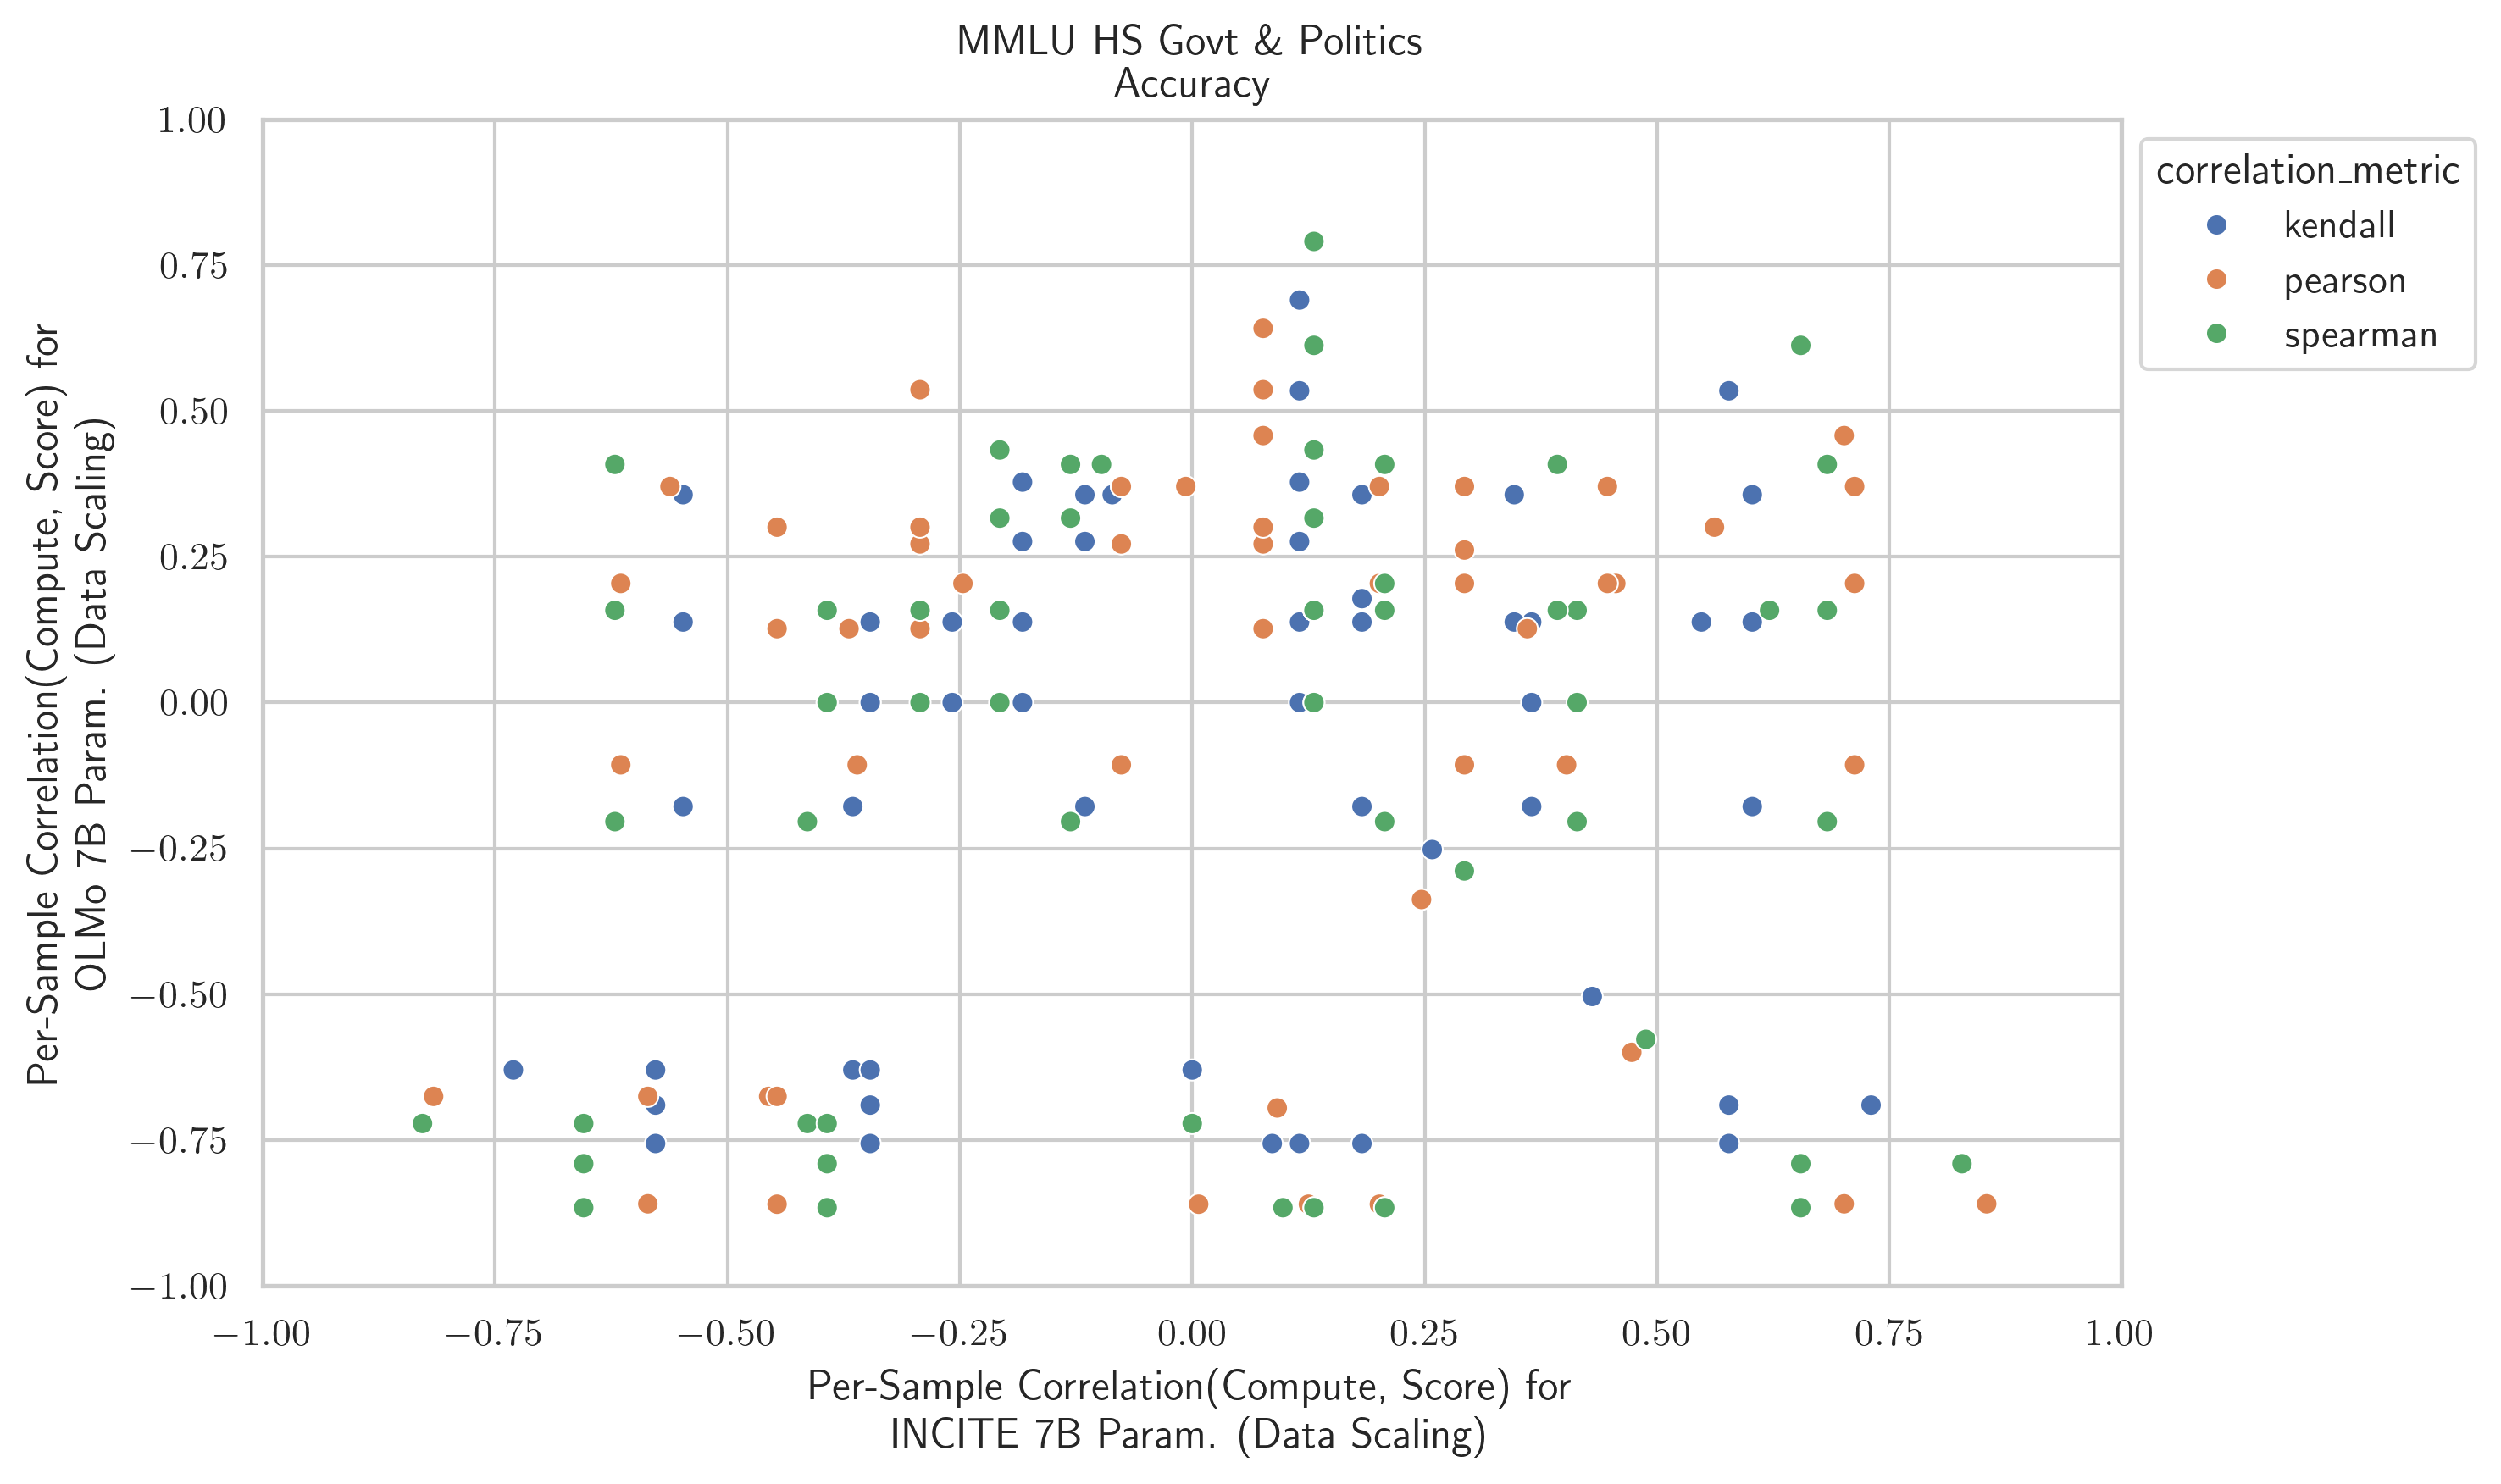 MMLU HS Govt & Politics
Accuracy
1.00
0.75
0.50
0.25
0.00
−0.25
−0.50
−0.75
−1.00
Per-Sample Correlation(Compute, Score) for
OLMo 7B Param. (Data Scaling)
−1.00 −0.75 −0.50 −0.25 0.00 0.25 0.50 0.75 1.00
Per-Sample Correlation(Compute, Score) for
INCITE 7B Param. (Data Scaling)
correlation_metric
kendall
pearson
spearman